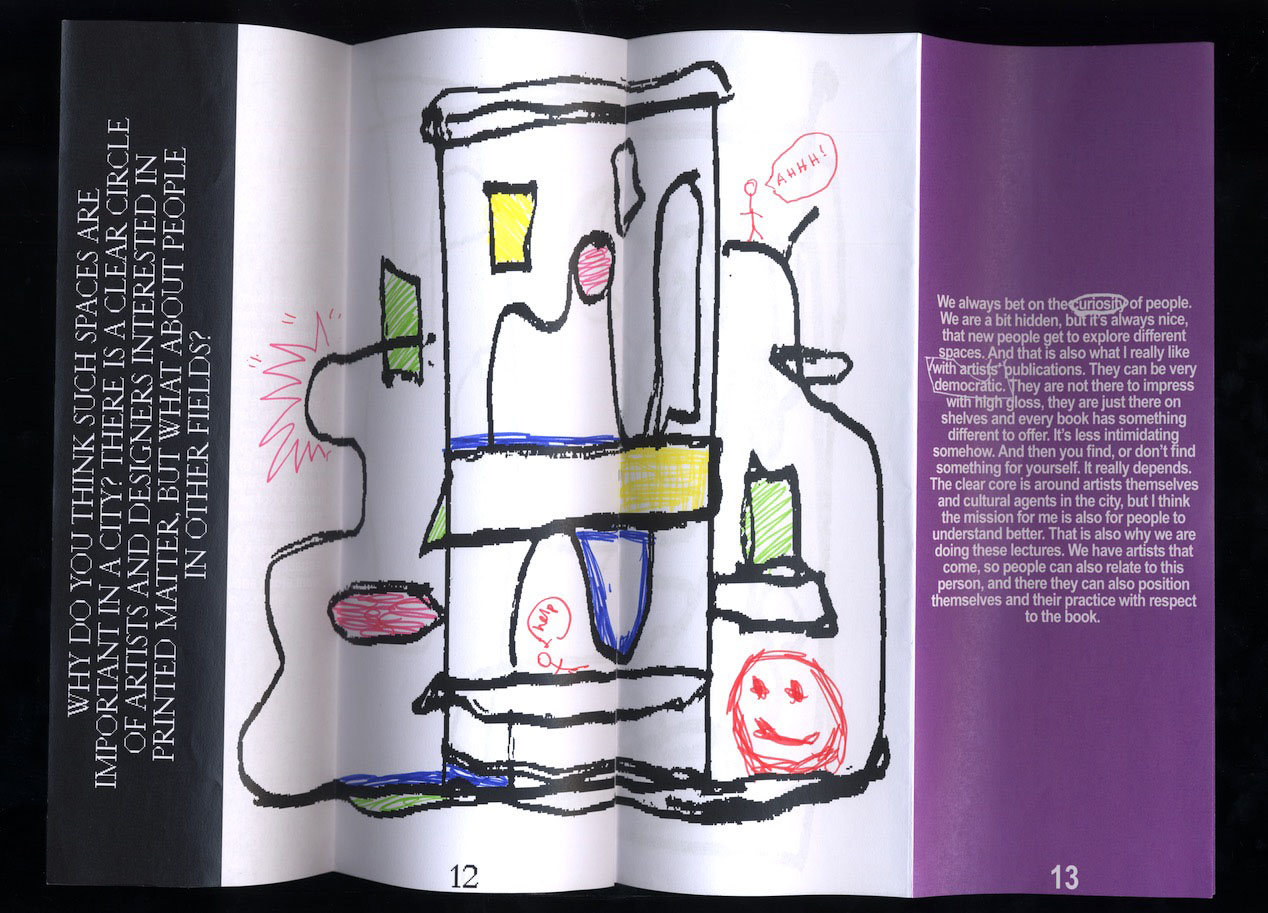 WHY DO YOU THINK SUCH SPACES ARE
IMPORTANT IN A CITY? THERE IS A CLEAR CIRCLE
OF ARTISTS AND DESIGNERS INTERESTED IN
PRINTED MATTER, BUT WHAT ABOUT PEOPLE
IN OTHER FIELDS?
AHHH!
help
12
We always bet on the curiosity of people.
We are a bit hidden, but it's always nice,
that new people get to explore different
spaces. And that is also what I really like
with artists' publications. They can be very
democratic. They are not there to impress
with high gloss, they are just there on
shelves and every book has something
different to offer. It's less intimidating
somehow. And then you find, or don't find
something for yourself. It really depends.
The clear core is around artists themselves
and cultural agents in the city, but I think
the mission for me is also for people to
understand better. That is also why we are
doing these lectures. We have artists that
come, so people can also relate to this
person, and there they can also position
themselves and their practice with respect
to the book.
13